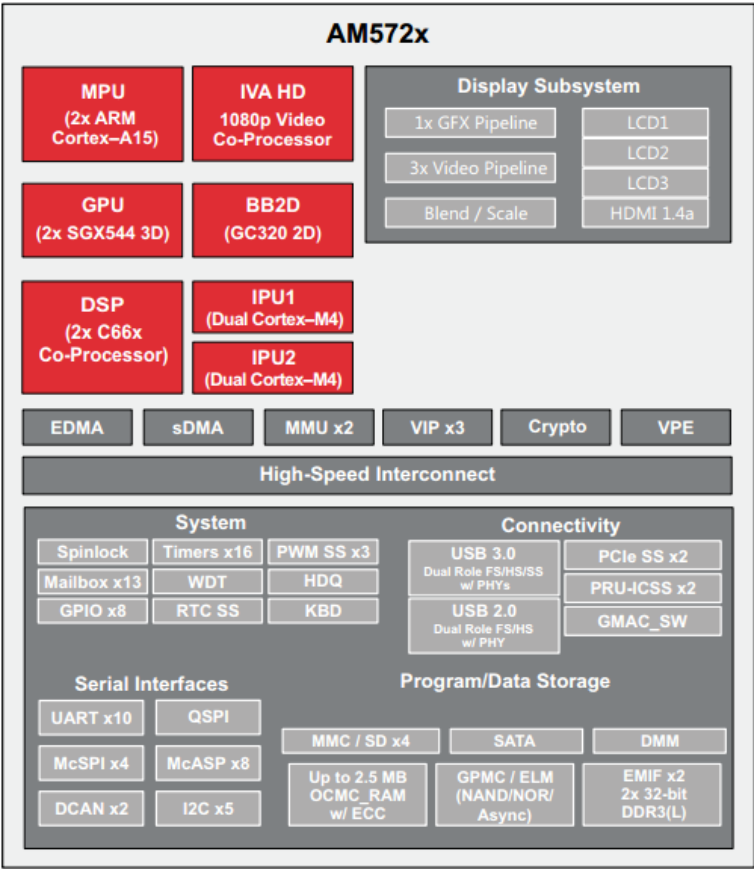 AM572x
MPU
(2x ARM
Cortex–A15)
IVA HD
1080p Video
Co-Processor
Display Subsystem
1x GFX Pipeline
3x Video Pipeline
Blend / Scale
LCD1
LCD2
LCD3
HDMI 1.4a
GPU
(2x SGX544 3D)
BB2D
(GC320 2D)
DSP
(2x C66x
Co-Processor)
IPU1
(Dual Cortex–M4)
IPU2
(Dual Cortex–M4)
EDMA
sDMA
MMU x2
VIP x3
Crypto
VPE
High-Speed Interconnect
System
Spinlock
Timers x16
PWM SS x3
Mailbox x13
WDT
HDQ
GPIO x8
RTC SS
KBD
Connectivity
USB 3.0
Dual Role FS/HS/SS
w/ PHYs
USB 2.0
Dual Role FS/HS
w/ PHY
PCIe SS x2
PRU-ICSS x2
GMAC_SW
Serial Interfaces
UART x10
QSPI
McSPI x4
McASP x8
DCAN x2
I2C x5
Program/Data Storage
MMC / SD x4
SATA
DMM
Up to 2.5 MB
OCMC_RAM
w/ ECC
GPMC / ELM
(NAND/NOR/
Async)
EMIF x2
2x 32-bit
DDR3(L)